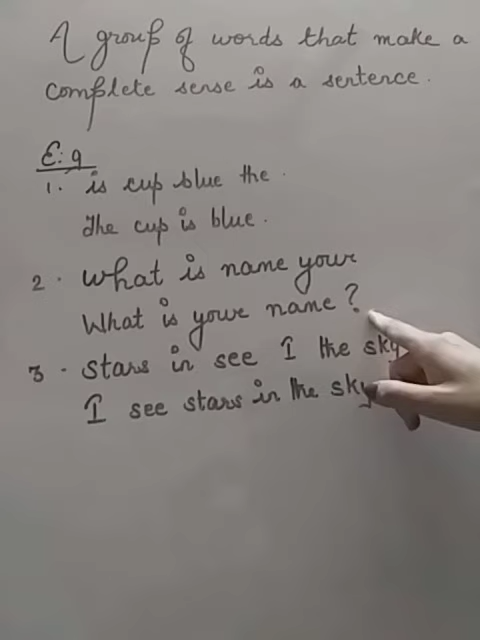 A group of words that make a
complete sense is a sentence.
E:g
1. is cup blue the.
The cup is blue.
2. what is name your
What is your name?
3. stars in see I the sky
I see stars in the sky